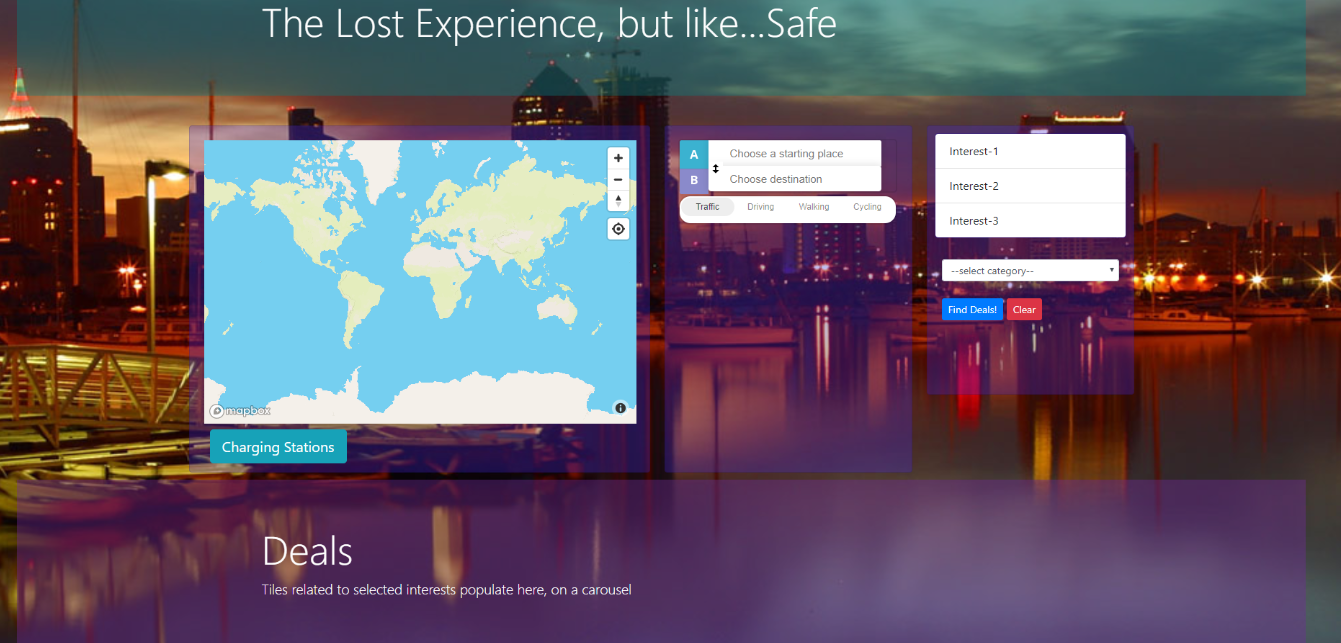 The Lost Experience, but like...Safe
A Choose a starting place
B Choose destination
Traffic Driving Walking Cycling
Interest-1
Interest-2
Interest-3
--select category--
Find Deals! Clear
mapbox
Charging Stations
Deals
Tiles related to selected interests populate here, on a carousel